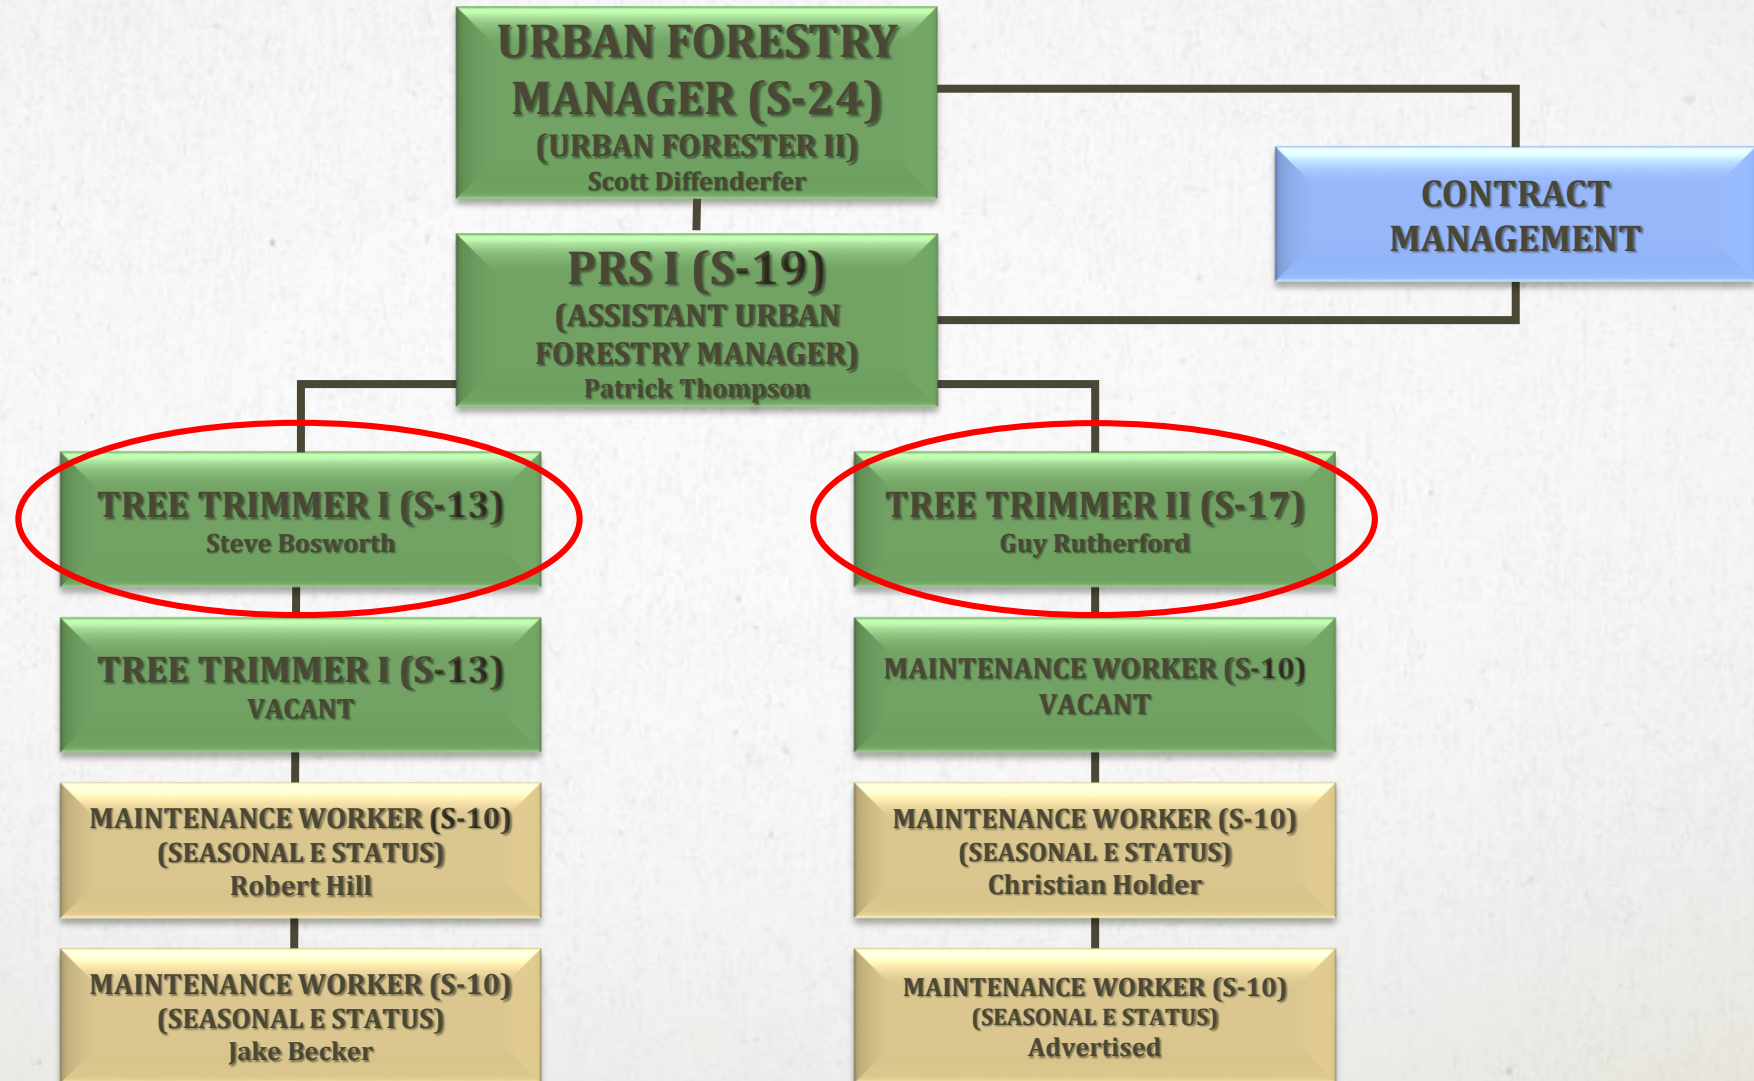 URBAN FORESTRY
MANAGER (S-24)
(URBAN FORESTER II)
Scott Diffenderfer
CONTRACT
MANAGEMENT
PRS I (S-19)
(ASSISTANT URBAN
FORESTRY MANAGER)
Patrick Thompson
TREE TRIMMER I (S-13)
Steve Bosworth
TREE TRIMMER II (S-17)
Guy Rutherford
TREE TRIMMER I (S-13)
VACANT
MAINTENANCE WORKER (S-10)
VACANT
MAINTENANCE WORKER (S-10)
(SEASONAL E STATUS)
Robert Hill
MAINTENANCE WORKER (S-10)
(SEASONAL E STATUS)
Christian Holder
MAINTENANCE WORKER (S-10)
(SEASONAL E STATUS)
Jake Becker
MAINTENANCE WORKER (S-10)
(SEASONAL E STATUS)
Advertised